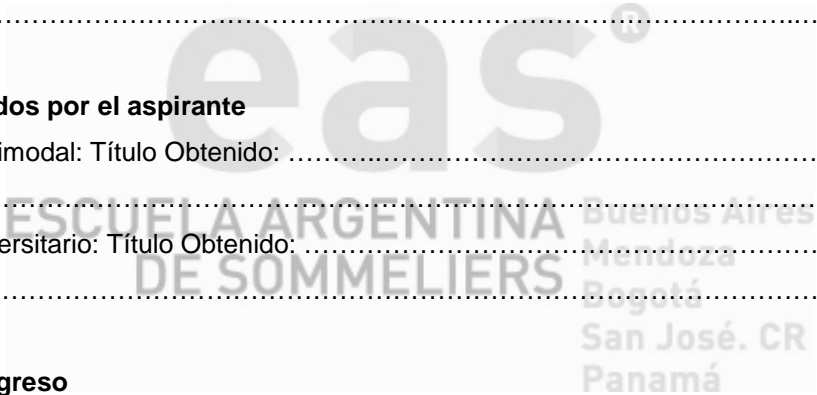 ……………………………………………………………………………..…
eas®
dos por el aspirante
imodal: Título Obtenido: ………..……………………………………………
……………………………………………………………………………………
ESCUELA ARGENTINA Buenos Aires
ersitario: Título Obtenido: ……………………………………………………
DE SOMMELIERS Mendoza
……………………………………………………………………………………
Bogotá
San José. CR
greso
Panamá